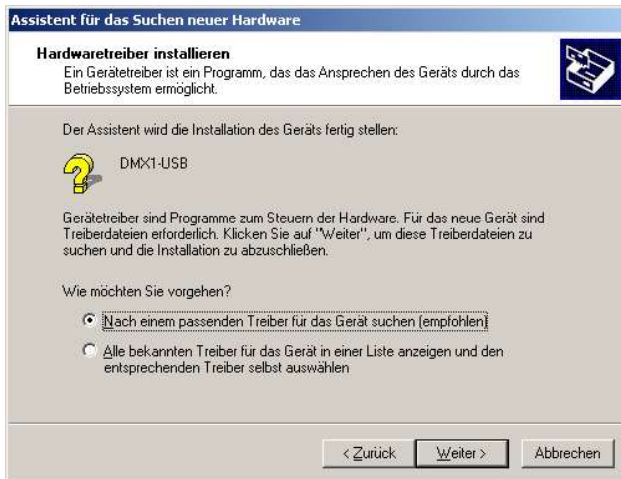 Assistent für das Suchen neuer Hardware
Hardwaretreiber installieren
Ein Gerätetreiber ist ein Programm, das das Ansprechen des Geräts durch das
Betriebssystem ermöglicht.
Der Assistent wird die Installation des Geräts fertig stellen:
DMX1-USB
Gerätetreiber sind Programme zum Steuern der Hardware. Für das neue Gerät sind
Treiberdateien erforderlich. Klicken Sie auf "Weiter", um diese Treiberdateien zu
suchen und die Installation zu abzuschließen.
Wie möchten Sie vorgehen?
Nach einem passenden Treiber für das Gerät suchen (empfohlen)
Alle bekannten Treiber für das Gerät in einer Liste anzeigen und den
entsprechenden Treiber selbst auswählen
< Zurück Weiter > Abbrechen